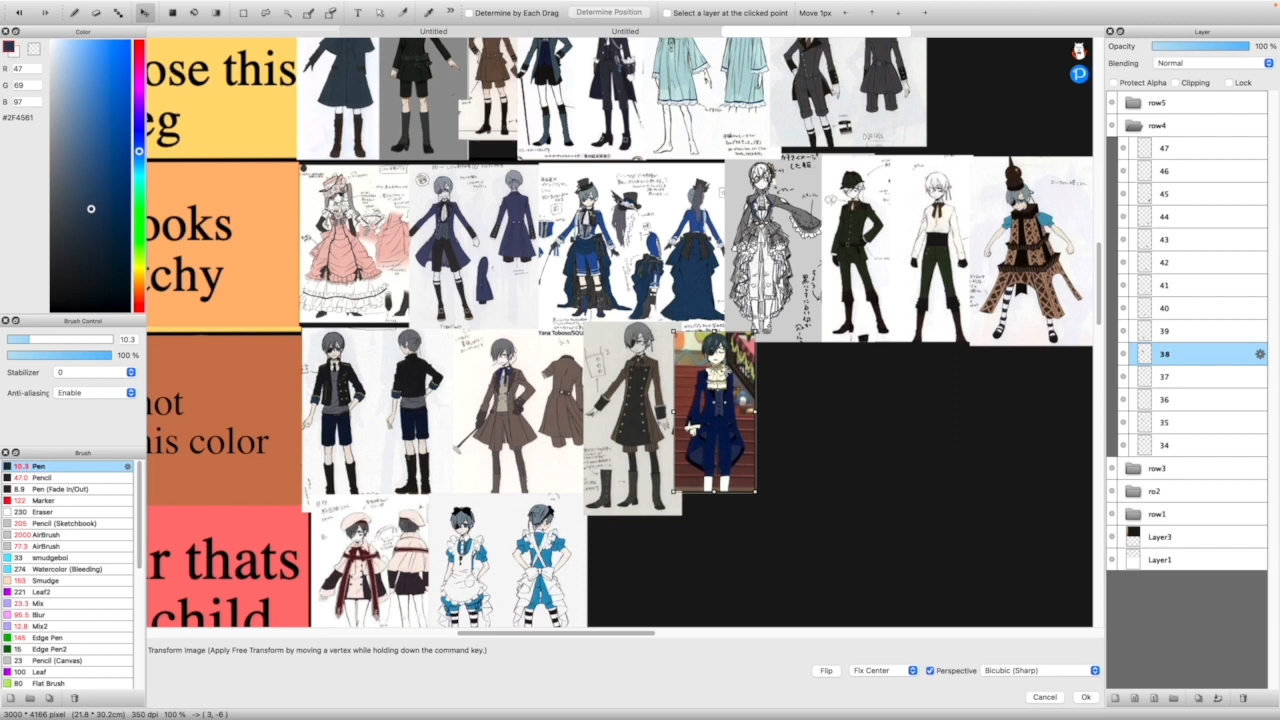 Determine by Each Drag
Determine Position
Select a layer at the clicked point
Move 1px
Color
Untitled
Untitled
Layer
R 47
G 69
B 97
#2F4561
Opacity
100 %
Blending
Normal
Protect Alpha
Clipping
Lock
row5
row4
47
46
45
44
43
42
41
40
39
38
37
36
35
34
row3
ro2
row1
Layer3
Layer1
Brush Control
10.3
100 %
Stabilizer
0
Anti-aliasing
Enable
Brush
10.3 Pen
47.0 Pencil
8.9 Pen (Fade In/Out)
122 Marker
230 Eraser
205 Pencil (Sketchbook)
2000 AirBrush
77.3 AirBrush
33 smudgeboi
274 Watercolor (Bleeding)
153 Smudge
221 Leaf2
23.3 Mix
95.5 Blur
12.8 Mix2
145 Edge Pen
15 Edge Pen2
23 Pencil (Canvas)
100 Leaf
80 Flat Brush
ose this
eg
ooks
tchy
not
his color
r thats
child
Yana Toboso/SQU
Transform Image (Apply Free Transform by moving a vertex while holding down the command key.)
Flip
Fix Center
Perspective
Bicubic (Sharp)
Cancel
Ok
3000 * 4166 pixel (21.8 * 30.2cm) 350 dpi 100 % -> ( 3, -6 )